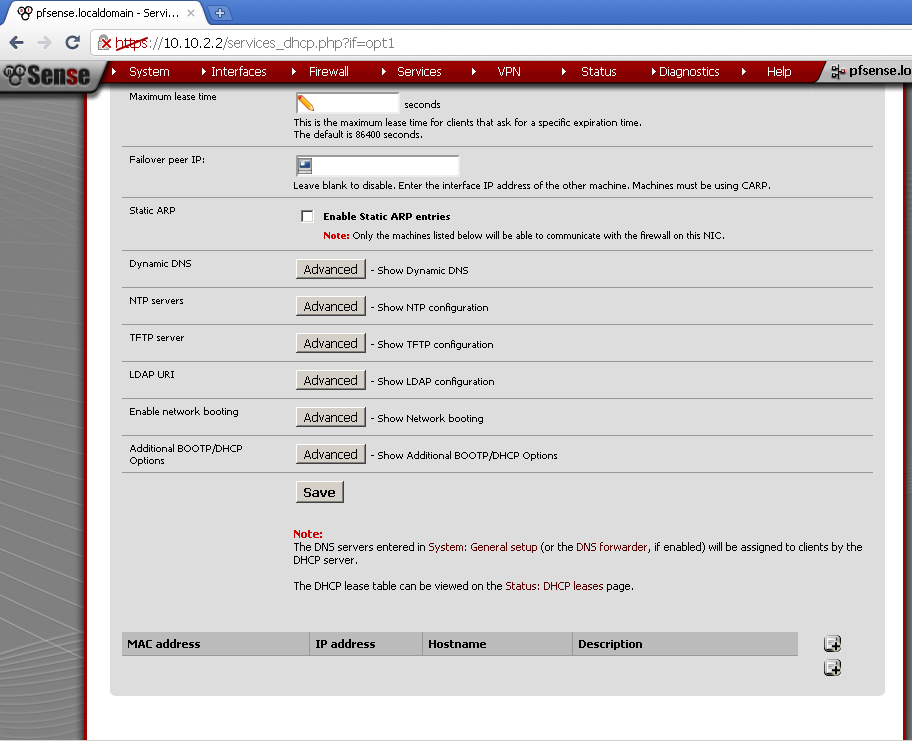 pfsense.localdomain - Servi...
https://10.10.2.2/services_dhcp.php?if=opt1
Sense System Interfaces Firewall Services VPN Status Diagnostics Help pfsense.lo
Maximum lease time
seconds
This is the maximum lease time for clients that ask for a specific expiration time.
The default is 86400 seconds.
Failover peer IP:
Leave blank to disable. Enter the interface IP address of the other machine. Machines must be using CARP.
Static ARP
Enable Static ARP entries
Note: Only the machines listed below will be able to communicate with the firewall on this NIC.
Dynamic DNS
Advanced - Show Dynamic DNS
NTP servers
Advanced - Show NTP configuration
TFTP server
Advanced - Show TFTP configuration
LDAP URI
Advanced - Show LDAP configuration
Enable network booting
Advanced - Show Network booting
Additional BOOTP/DHCP
Options
Advanced - Show Additional BOOTP/DHCP Options
Save
Note:
The DNS servers entered in System: General setup (or the DNS forwarder, if enabled) will be assigned to clients by the
DHCP server.
The DHCP lease table can be viewed on the Status: DHCP leases page.
MAC address IP address Hostname Description